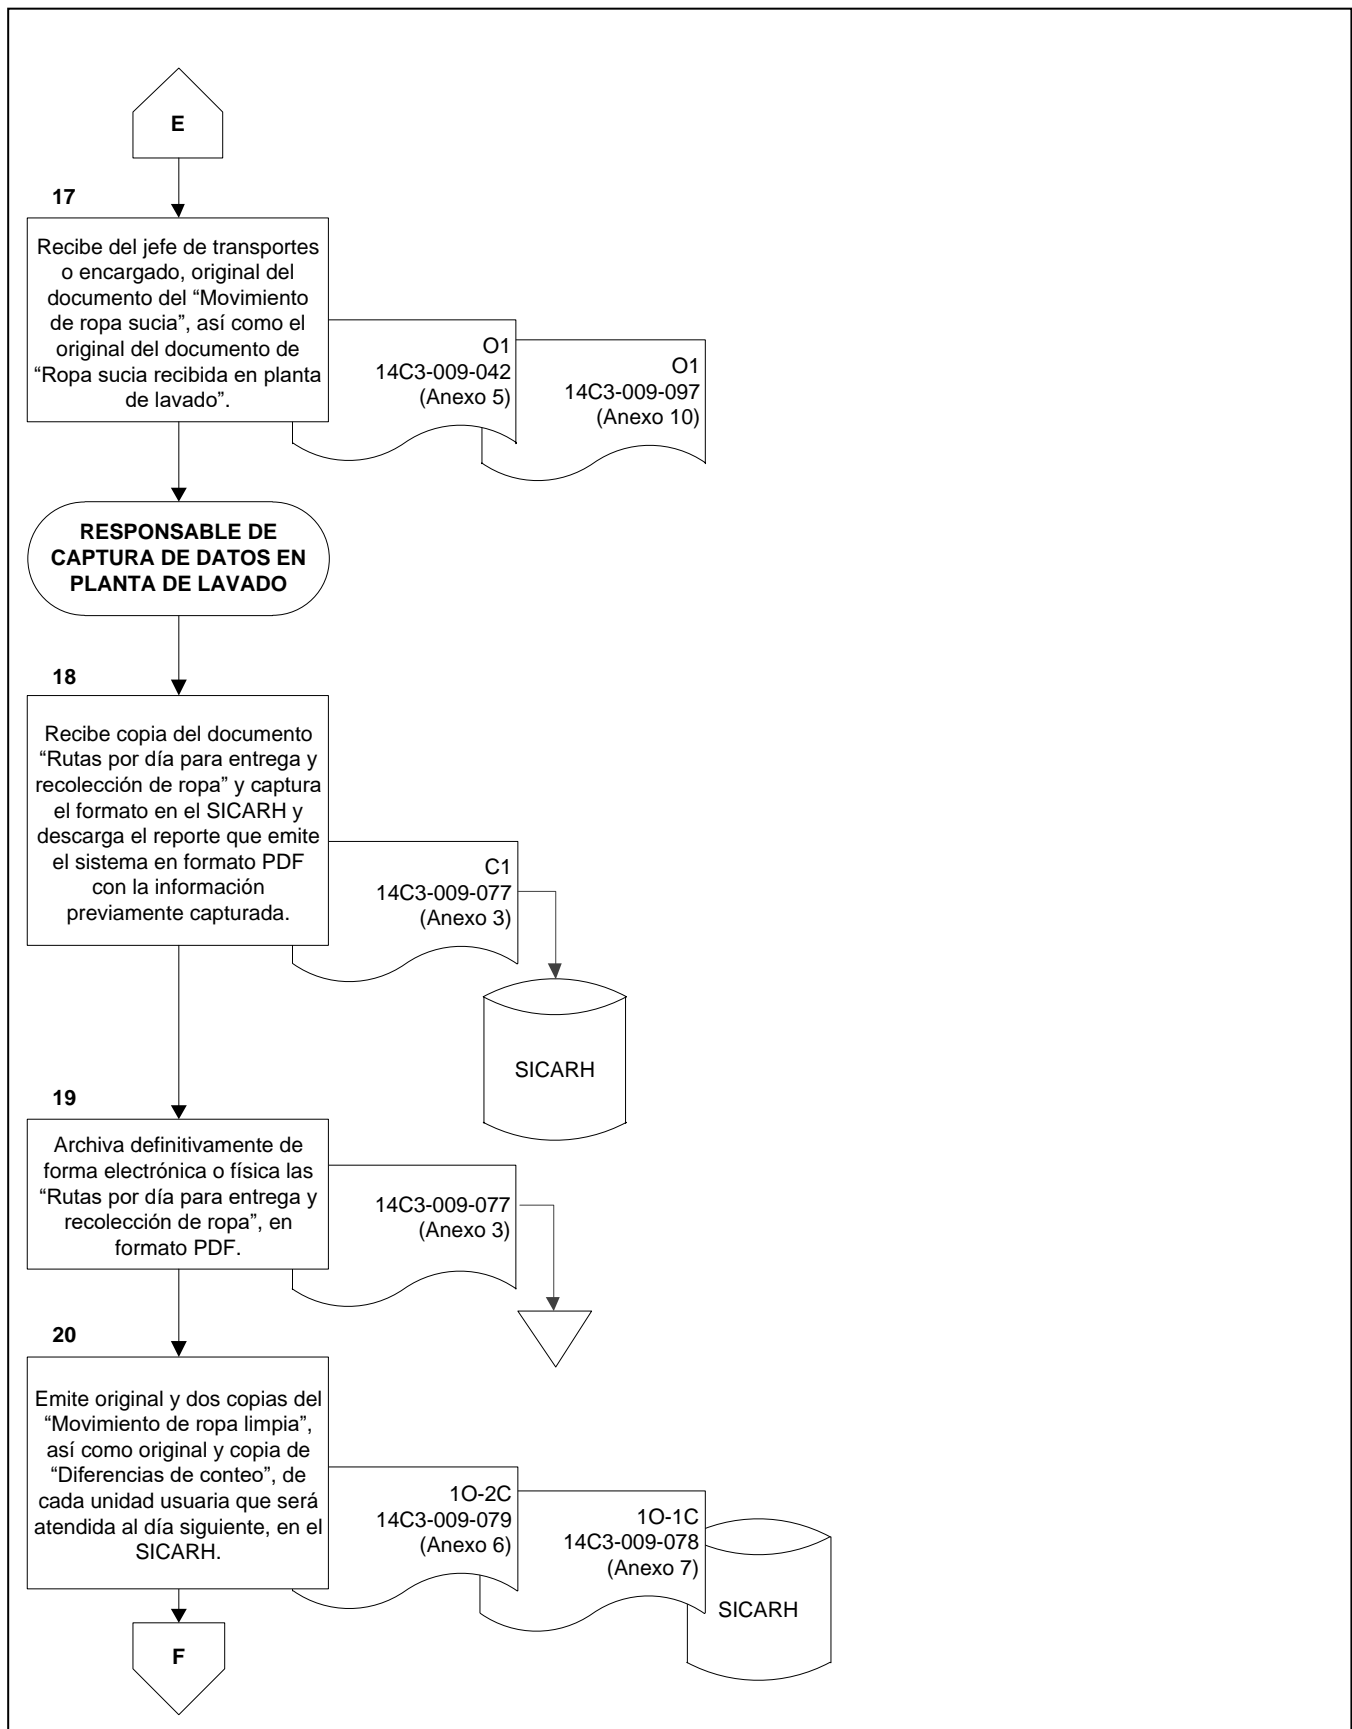 E
17
Recibe del jefe de transportes
o encargado, original del
documento del “Movimiento
de ropa sucia”, así como el
original del documento de
“Ropa sucia recibida en planta
de lavado”.
O1
14C3-009-042
(Anexo 5)
O1
14C3-009-097
(Anexo 10)
RESPONSABLE DE
CAPTURA DE DATOS EN
PLANTA DE LAVADO
18
Recibe copia del documento
“Rutas por día para entrega y
recolección de ropa” y captura
el formato en el SICARH y
descarga el reporte que emite
el sistema en formato PDF
con la información
previamente capturada.
C1
14C3-009-077
(Anexo 3)
SICARH
19
Archiva definitivamente de
forma electrónica o física las
“Rutas por día para entrega y
recolección de ropa”, en
formato PDF.
14C3-009-077
(Anexo 3)
20
Emite original y dos copias del
“Movimiento de ropa limpia”,
así como original y copia de
“Diferencias de conteo”, de
cada unidad usuaria que será
atendida al día siguiente, en el
SICARH.
1O-2C
14C3-009-079
(Anexo 6)
1O-1C
14C3-009-078
(Anexo 7)
SICARH
F